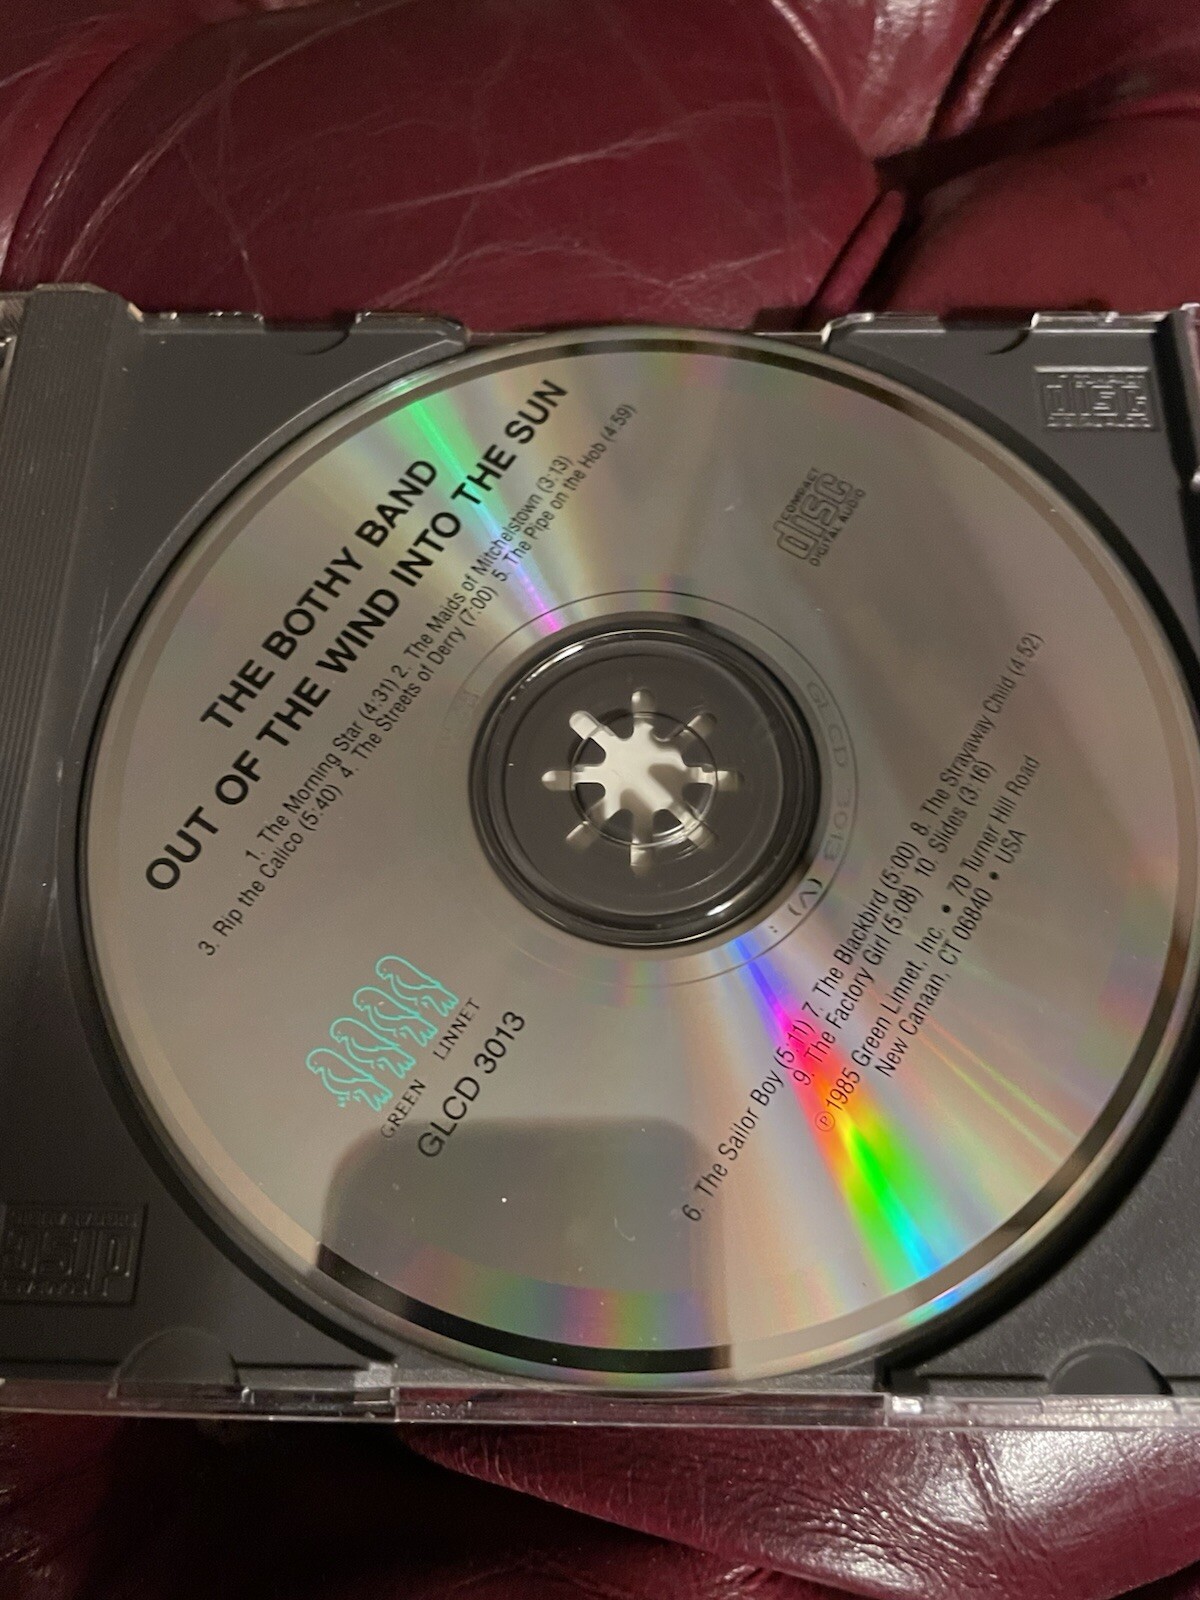 THE BOTHY BAND
OUT OF THE WIND INTO THE SUN
1. The Morning Star (4:31) 2. The Maids of Mitchelstown (3:13)
3. Rip the Calico (5:40) 4. The Streets of Derry (7:00) 5. The Pipe on the Hob (4:59)
COMPACT
disc
DIGITAL AUDIO
GREEN LINNET
GLCD 3013
GLCD 3013
6. The Sailor Boy (5:11) 7. The Blackbird (5:00) 8. The Strayaway Child (4:52)
9. The Factory Girl (5:08) 10. Slides (3:16)
℗ 1985 Green Linnet, Inc. • 70 Turner Hill Road
New Canaan, CT 06840 • USA
disc
disc